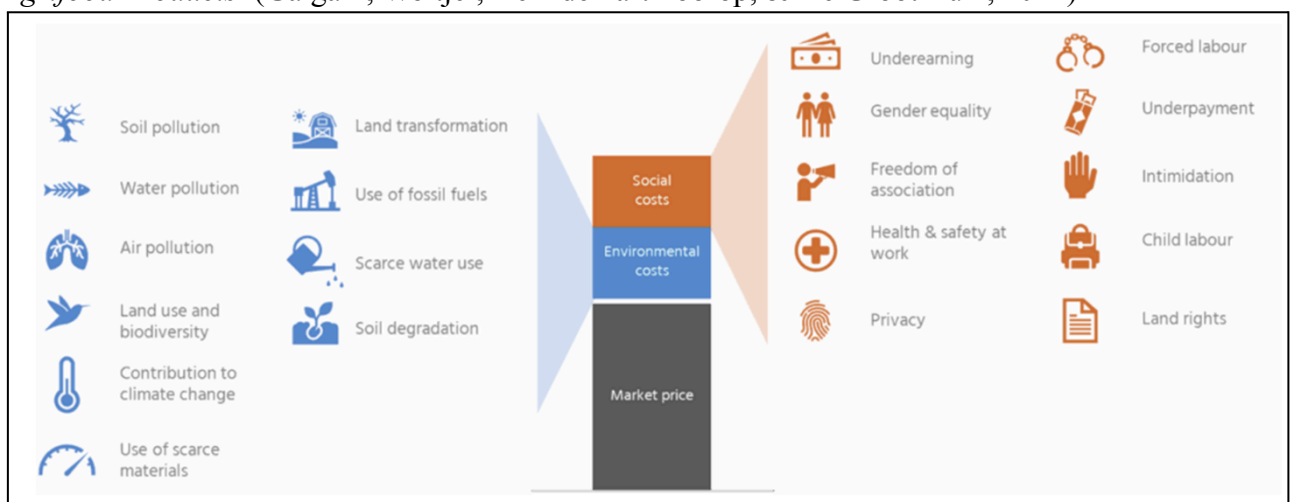 Soil pollution
Water pollution
Air pollution
Land use and
biodiversity
Contribution to
climate change
Use of scarce
materials
Land transformation
Use of fossil fuels
Scarce water use
Soil degradation
Social
costs
Environmental
costs
Market price
Underearning
Gender equality
Freedom of
association
Health & safety at
work
Privacy
Forced labour
Underpayment
Intimidation
Child labour
Land rights